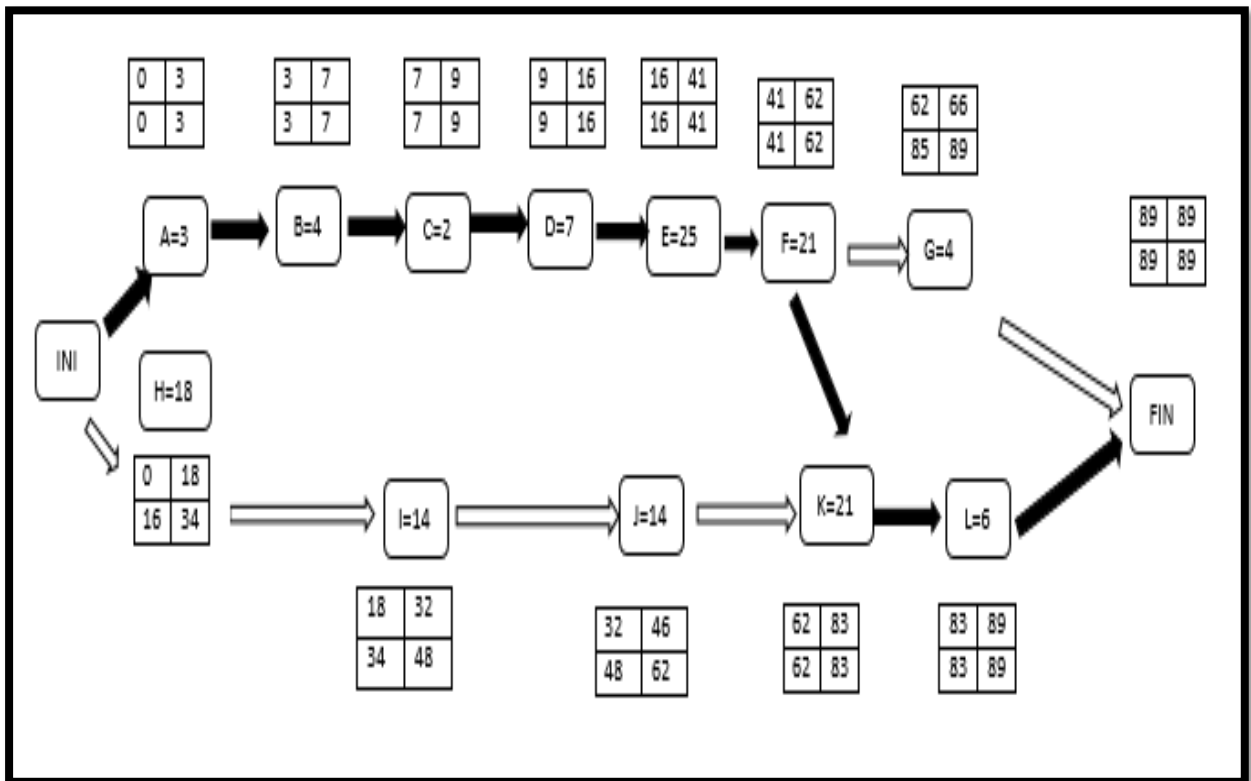 0 3 3 7 7 9 9 16 16 41 41 62 62 66
0 3 3 7 7 9 9 16 16 41 41 62 85 89
A=3 B=4 C=2 D=7 E=25 F=21 G=4
89 89
89 89
INI
H=18
FIN
0 18
16 34
I=14 J=14 K=21 L=6
18 32 32 46 62 83 83 89
34 48 48 62 62 83 83 89